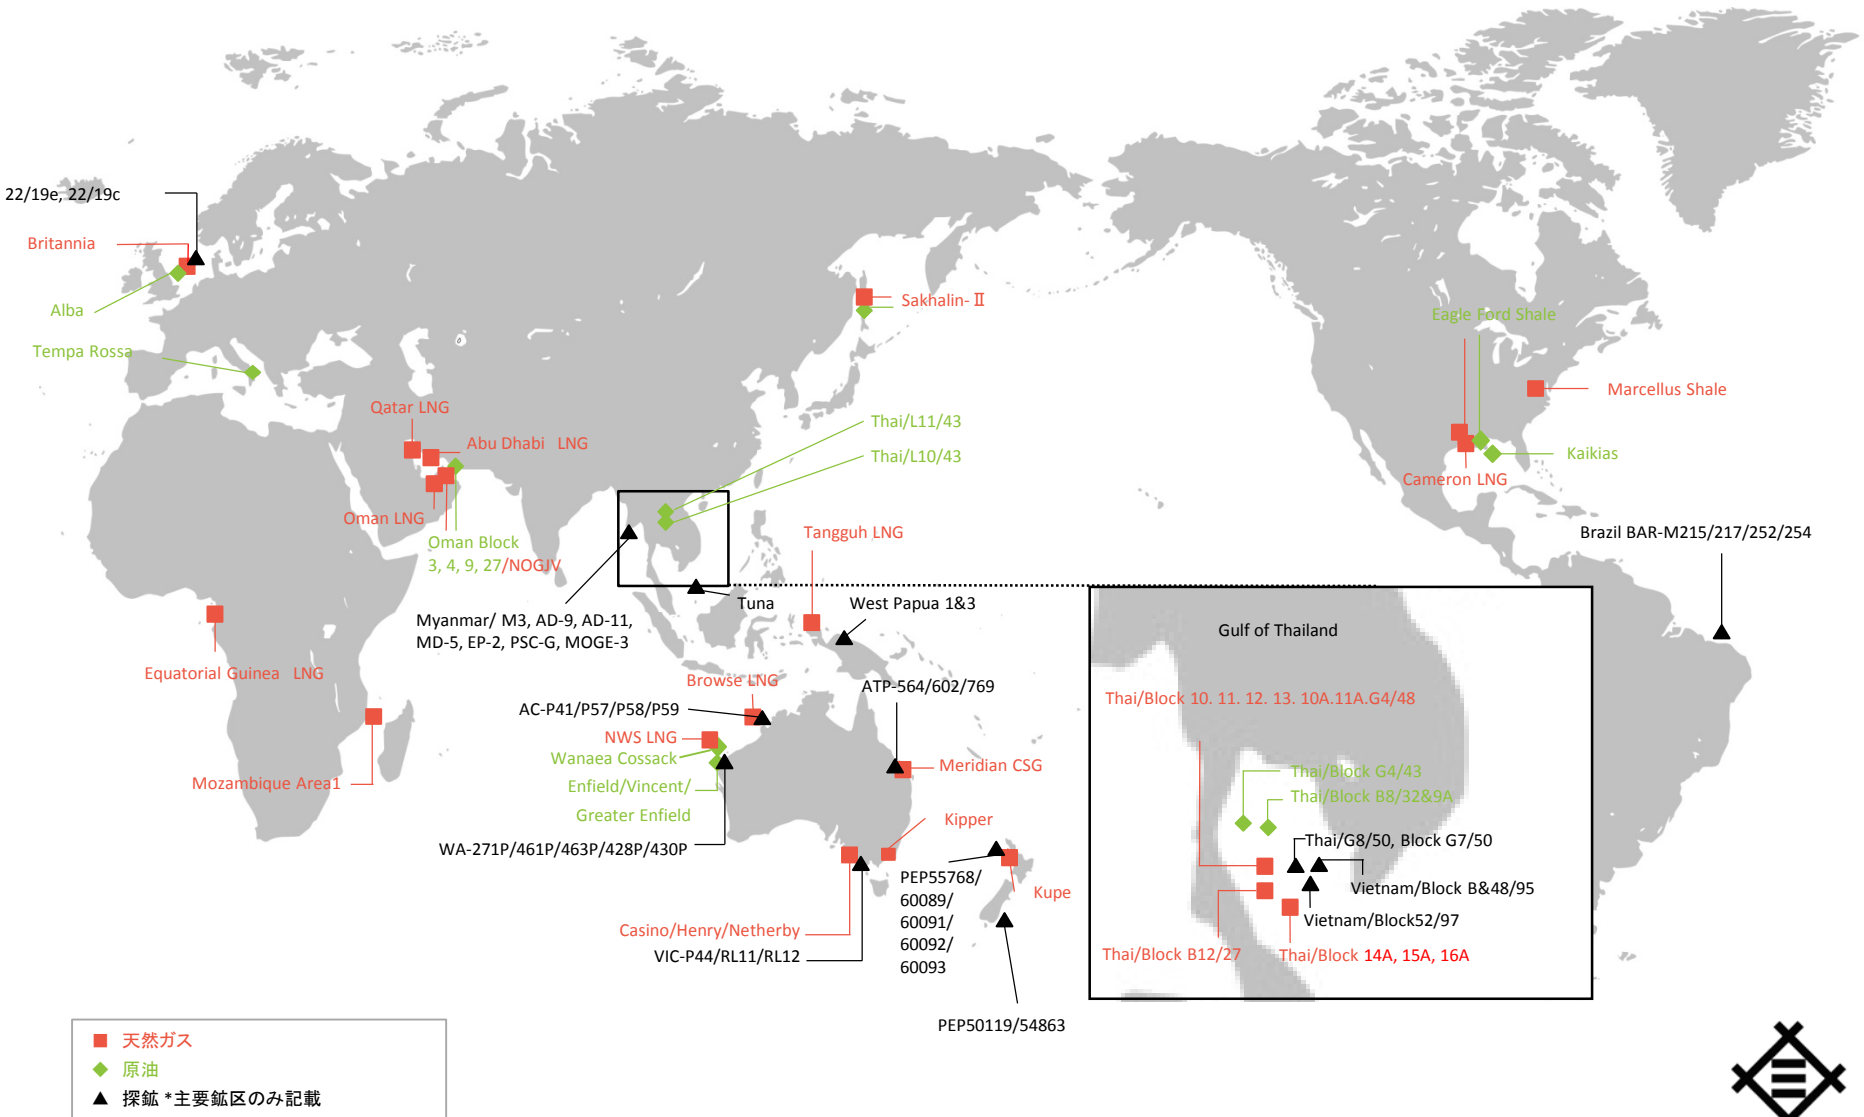 22/19e, 22/19c
Britannia
Alba
Tempa Rossa
Sakhalin-Ⅱ
Eagle Ford Shale
Marcellus Shale
Kaikias
Cameron LNG
Qatar LNG
Abu Dhabi LNG
Oman LNG
Oman Block
3, 4, 9, 27/NOGJV
Thai/L11/43
Thai/L10/43
Tangguh LNG
Brazil BAR-M215/217/252/254
Tuna
West Papua 1&3
Myanmar/ M3, AD-9, AD-11,
MD-5, EP-2, PSC-G, MOGE-3
Equatorial Guinea LNG
Mozambique Area1
Browse LNG
ATP-564/602/769
AC-P41/P57/P58/P59
NWS LNG
Wanaea Cossack
Enfield/Vincent/
Greater Enfield
Meridian CSG
WA-271P/461P/463P/428P/430P
Kipper
Casino/Henry/Netherby
VIC-P44/RL11/RL12
PEP55768/
60089/
60091/
60092/
60093
Kupe
PEP50119/54863
Gulf of Thailand
Thai/Block 10. 11. 12. 13. 10A.11A.G4/48
Thai/Block G4/43
Thai/Block B8/32&9A
Thai/G8/50, Block G7/50
Vietnam/Block B&48/95
Vietnam/Block52/97
Thai/Block B12/27
Thai/Block 14A, 15A, 16A
天然ガス
原油
探鉱 *主要鉱区のみ記載